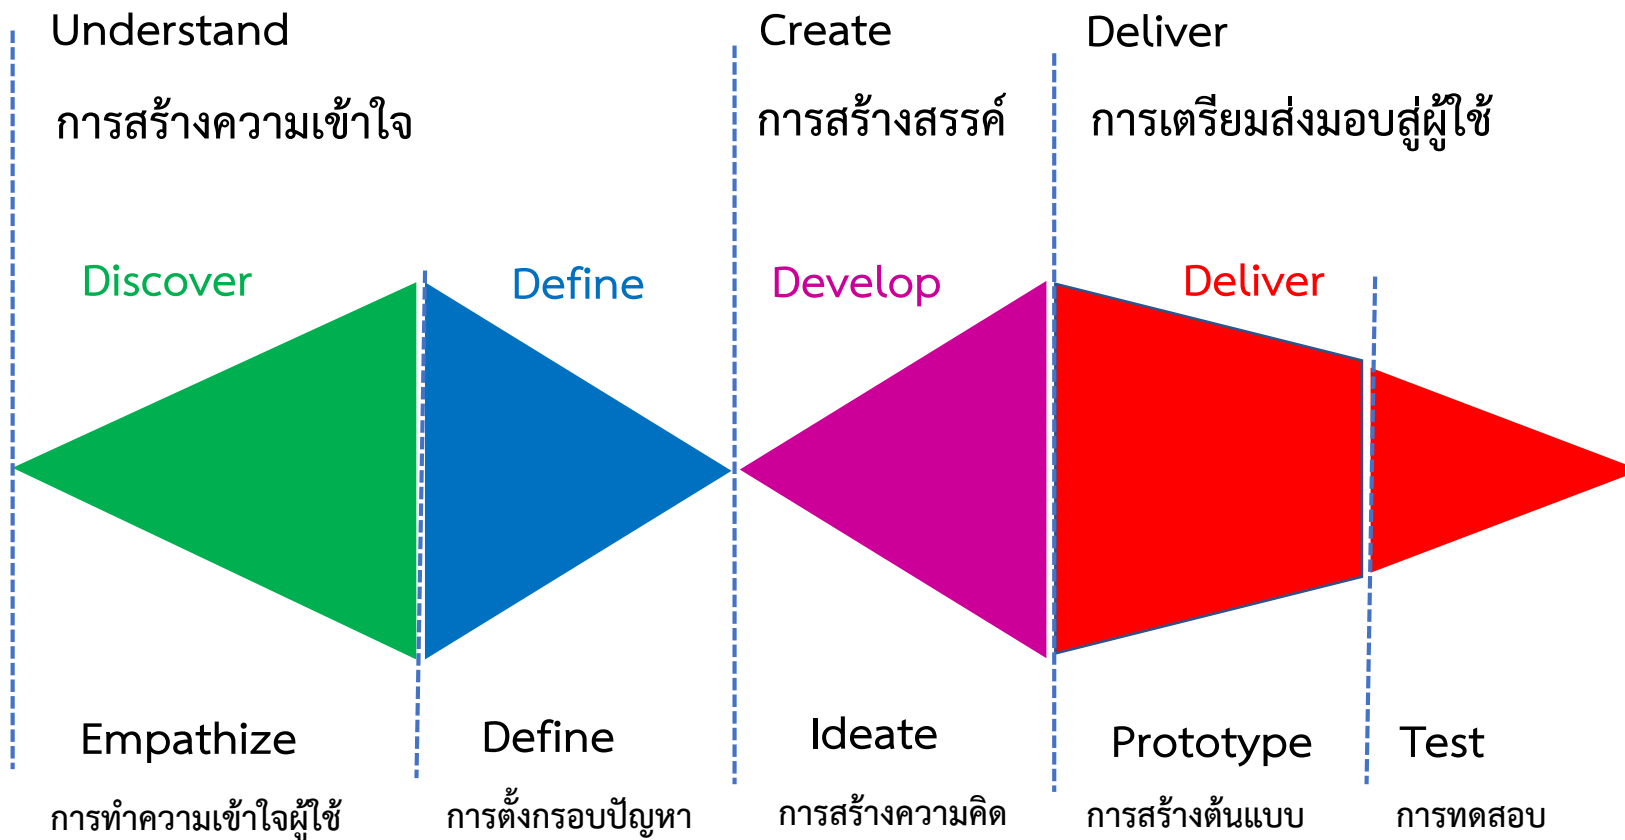 Understand
Create
Deliver
การสร้างความเข้าใจ
การสร้างสรรค์
การเตรียมส่งมอบสู่ผู้ใช้
Discover
Define
Develop
Deliver
Empathize
Define
Ideate
Prototype
Test
การทำความเข้าใจผู้ใช้
การตั้งกรอบปัญหา
การสร้างความคิด
การสร้างต้นแบบ
การทดสอบ